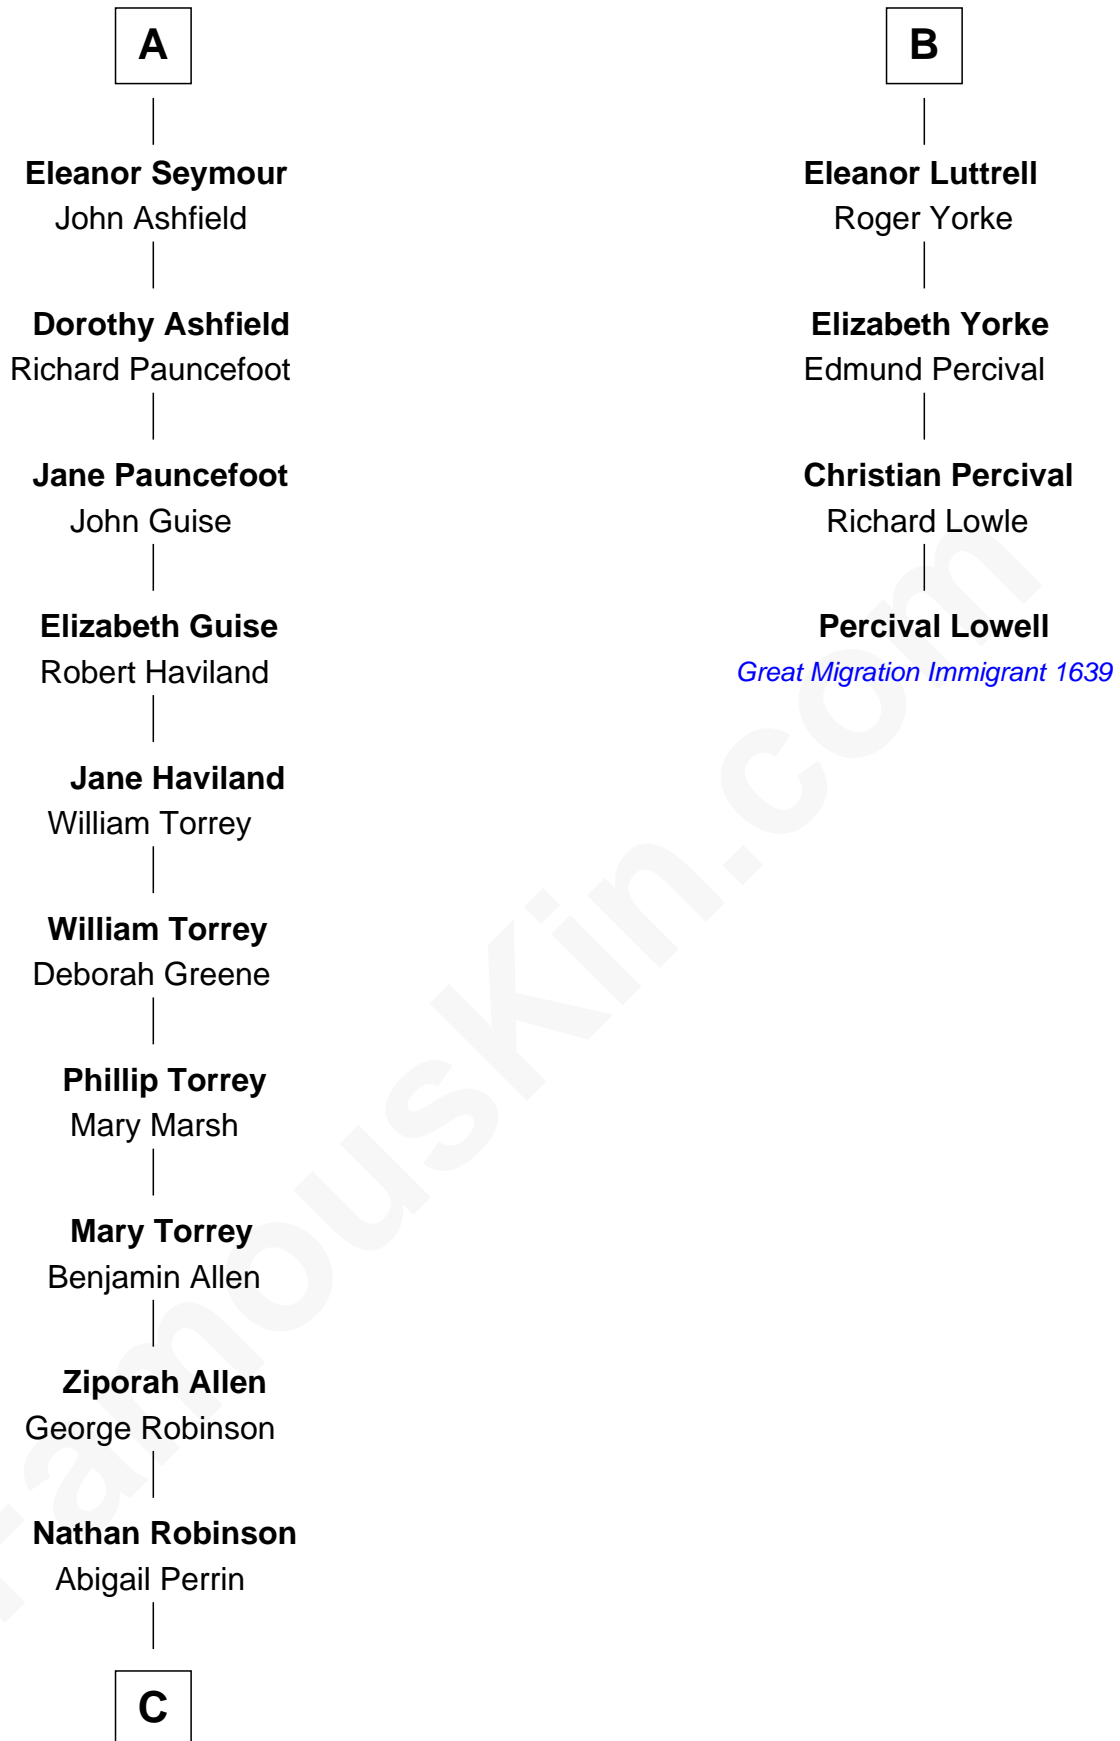 A
Eleanor Seymour
John Ashfield
Dorothy Ashfield
Richard Pauncefoot
Jane Pauncefoot
John Guise
Elizabeth Guise
Robert Haviland
Jane Haviland
William Torrey
William Torrey
Deborah Greene
Phillip Torrey
Mary Marsh
Mary Torrey
Benjamin Allen
Ziporah Allen
George Robinson
Nathan Robinson
Abigail Perrin
C
B
Eleanor Luttrell
Roger Yorke
Elizabeth Yorke
Edmund Percival
Christian Percival
Richard Lowle
Percival Lowell
Great Migration Immigrant 1639
FamousKin.com